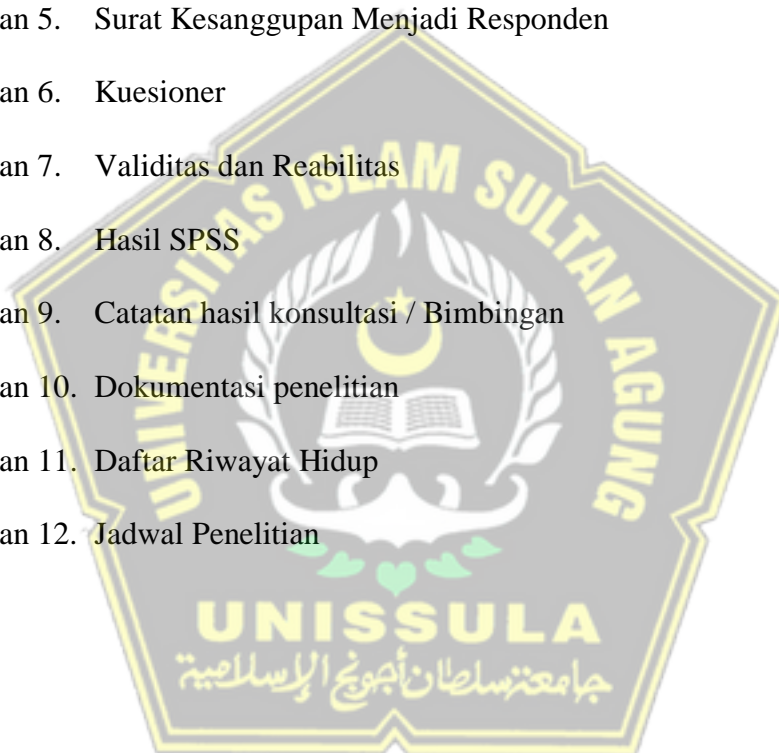 an 5. Surat Kesanggupan Menjadi Responden
an 6. Kuesioner
an 7. Validitas dan Reabilitas
an 8. Hasil SPSS
an 9. Catatan hasil konsultasi / Bimbingan
an 10. Dokumentasi penelitian
an 11. Daftar Riwayat Hidup
an 12. Jadwal Penelitian
UNIVERSITAS ISLAM SULTAN AGUNG
UNISSULA
جامعتنسلطان أجونج الإسلامية